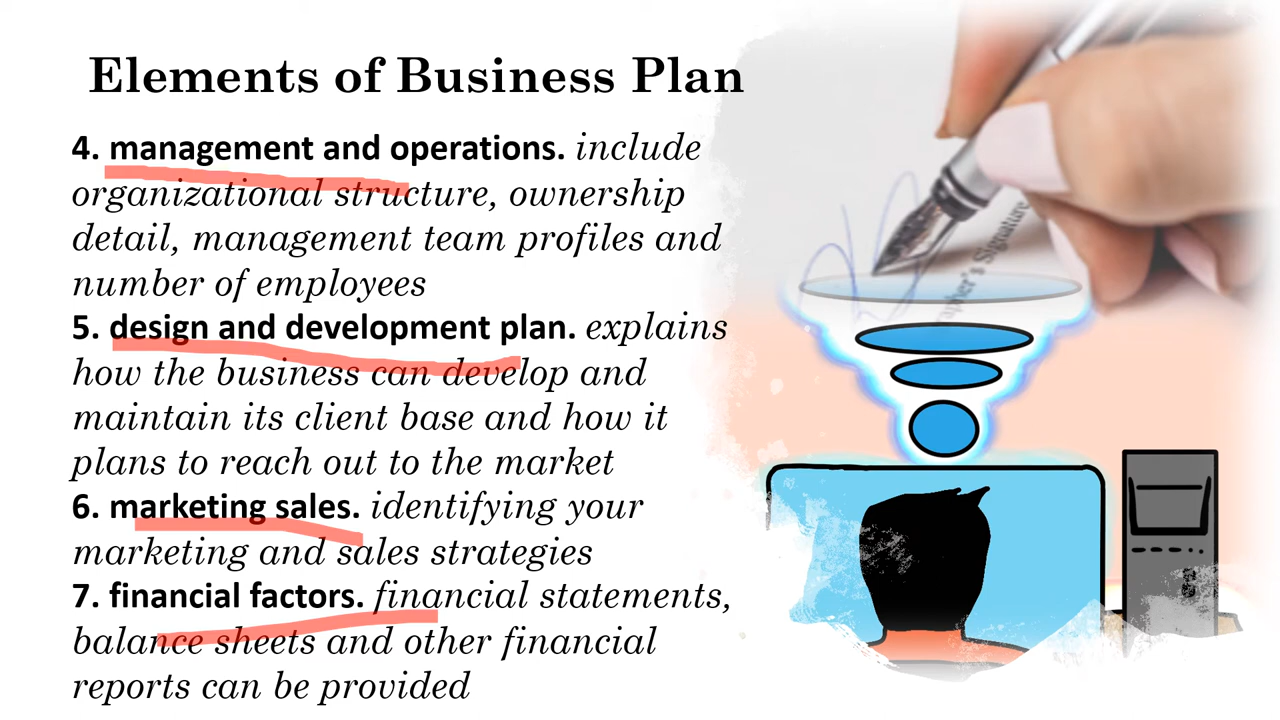 Elements of Business Plan
4. management and operations. include
organizational structure, ownership
detail, management team profiles and
number of employees
5. design and development plan. explains
how the business can develop and
maintain its client base and how it
plans to reach out to the market
6. marketing sales. identifying your
marketing and sales strategies
7. financial factors. financial statements,
balance sheets and other financial
reports can be provided
Signature